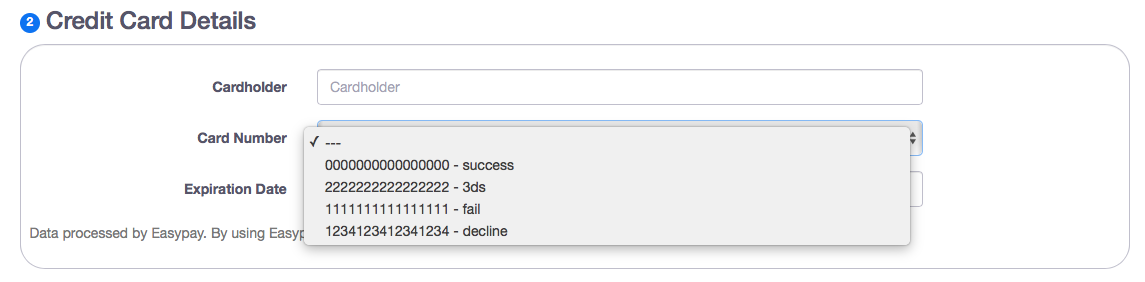 2 Credit Card Details
Cardholder Cardholder
Card Number
✓ ---
0000000000000000 - success
2222222222222222 - 3ds
Expiration Date
1111111111111111 - fail
1234123412341234 - decline
Data processed by Easypay. By using